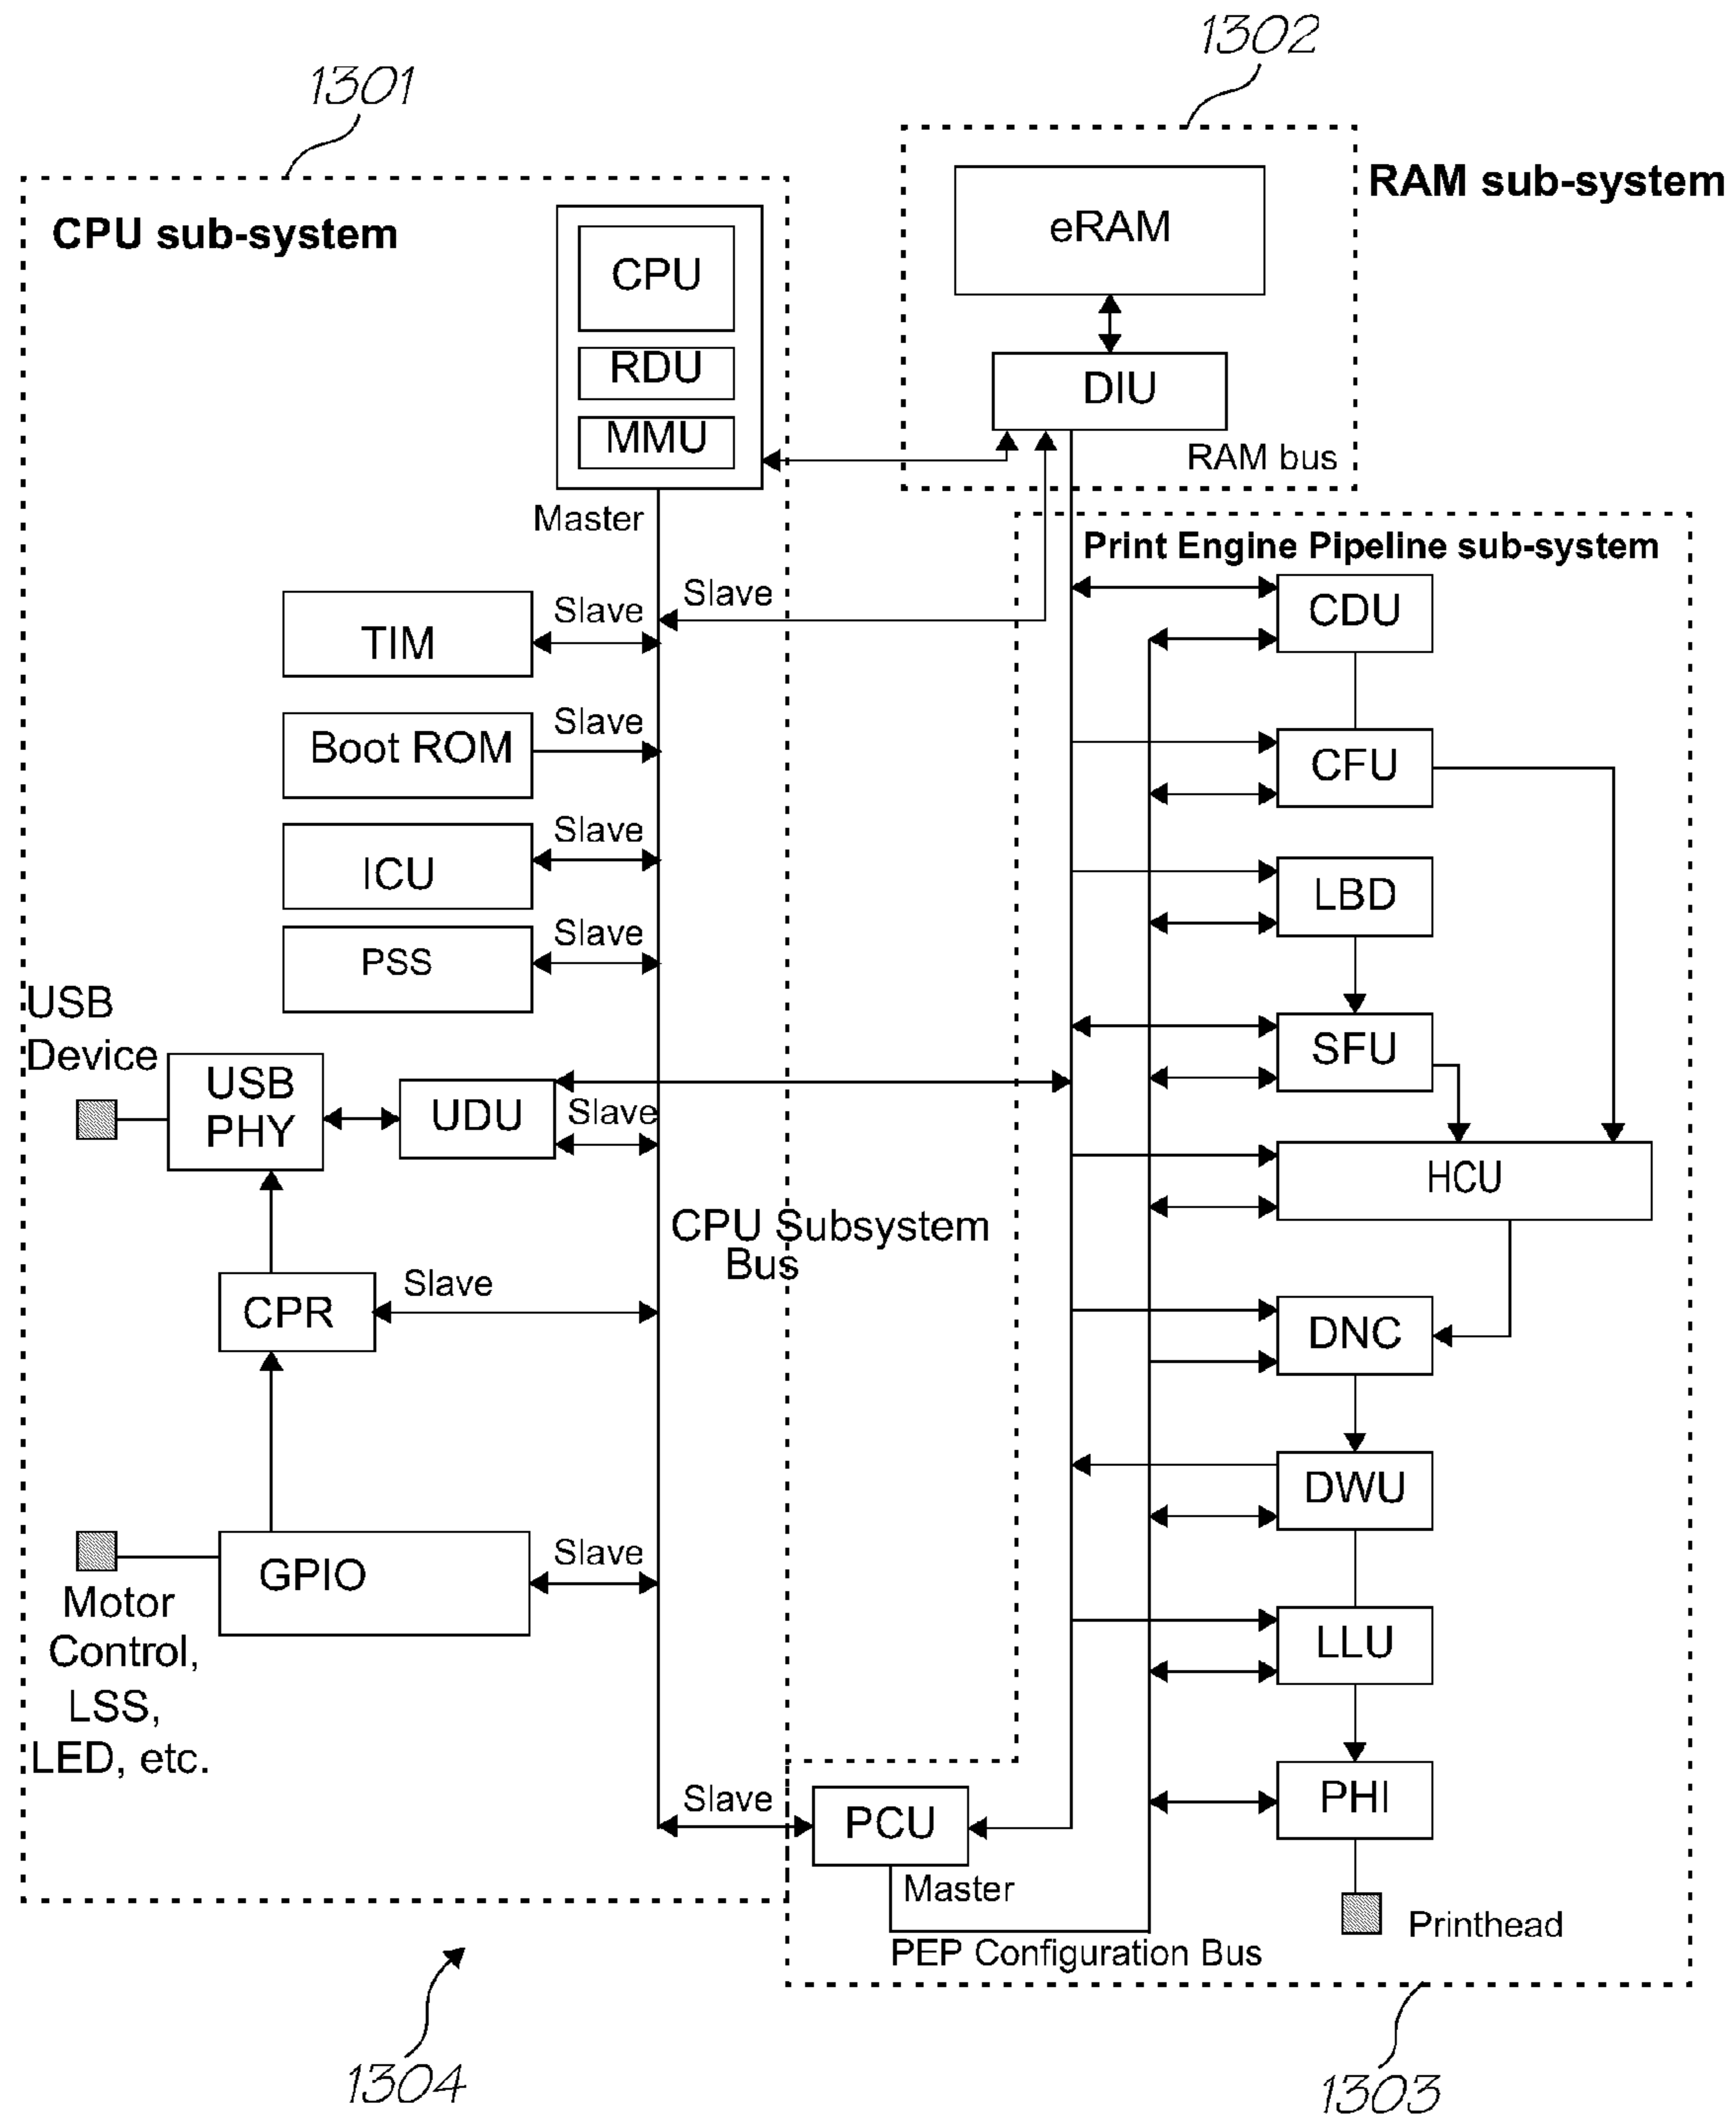 1302
1301
RAM sub-system
CPU sub-system
eRAM
CPU
RDU
DIU
MMU
RAM bus
Master
Print Engine Pipeline sub-system
Slave
Slave
CDU
TIM
Slave
Boot ROM
CFU
Slave
ICU
LBD
Slave
PSS
USB
Device
SFU
USB
PHY
UDU
Slave
HCU
CPU Subsystem
Bus
Slave
CPR
DNC
DWU
Slave
GPIO
Motor
Control,
LSS,
LED, etc.
LLU
Slave
PCU
PHI
Master
Printhead
PEP Configuration Bus
1304
1303